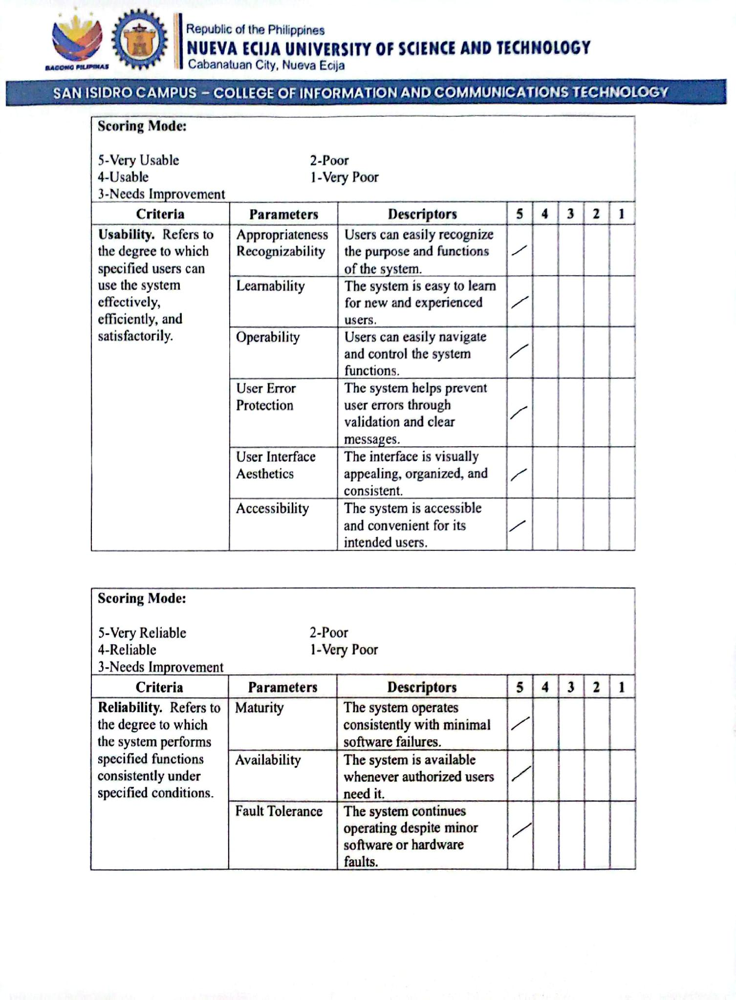 BAGONG PILIPINAS
Republic of the Philippines
NUEVA ECIJA UNIVERSITY OF SCIENCE AND TECHNOLOGY
Cabanatuan City, Nueva Ecija
SAN ISIDRO CAMPUS – COLLEGE OF INFORMATION AND COMMUNICATIONS TECHNOLOGY
Scoring Mode:
5-Very Usable 2-Poor
4-Usable 1-Very Poor
3-Needs Improvement
Criteria Parameters Descriptors 5 4 3 2 1
Usability. Refers to Appropriateness Users can easily recognize
the degree to which Recognizability the purpose and functions /
specified users can of the system.
use the system Learnability The system is easy to learn
effectively, for new and experienced /
efficiently, and users.
satisfactorily. Operability Users can easily navigate
and control the system /
functions.
User Error The system helps prevent
Protection user errors through /
validation and clear
messages.
User Interface The interface is visually
Aesthetics appealing, organized, and /
consistent.
Accessibility The system is accessible
and convenient for its /
intended users.
Scoring Mode:
5-Very Reliable 2-Poor
4-Reliable 1-Very Poor
3-Needs Improvement
Criteria Parameters Descriptors 5 4 3 2 1
Reliability. Refers to Maturity The system operates
the degree to which consistently with minimal /
the system performs software failures.
specified functions Availability The system is available
consistently under whenever authorized users /
specified conditions. need it.
Fault Tolerance The system continues
operating despite minor /
software or hardware
faults.